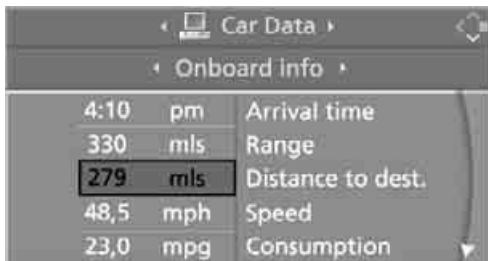 Car Data
Onboard info
4:10 pm Arrival time
330 mls Range
279 mls Distance to dest.
48,5 mph Speed
23,0 mpg Consumption